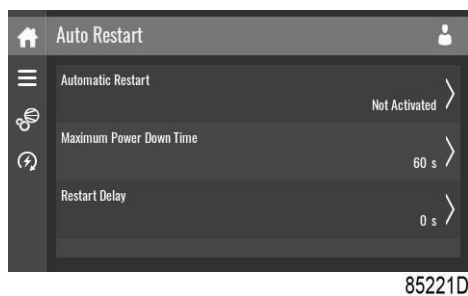 Auto Restart
Automatic Restart
Not Activated
Maximum Power Down Time
60 s
Restart Delay
0 s
85221D